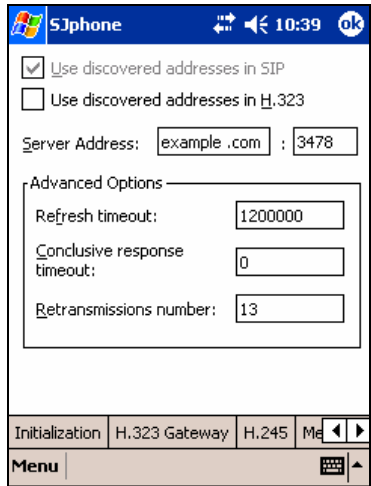 SJphone 10:39 ok
Use discovered addresses in SIP
Use discovered addresses in H.323
Server Address: example .com : 3478
Advanced Options
Refresh timeout: 1200000
Conclusive response
timeout: 0
Retransmissions number: 13
Initialization H.323 Gateway H.245 Me
Menu